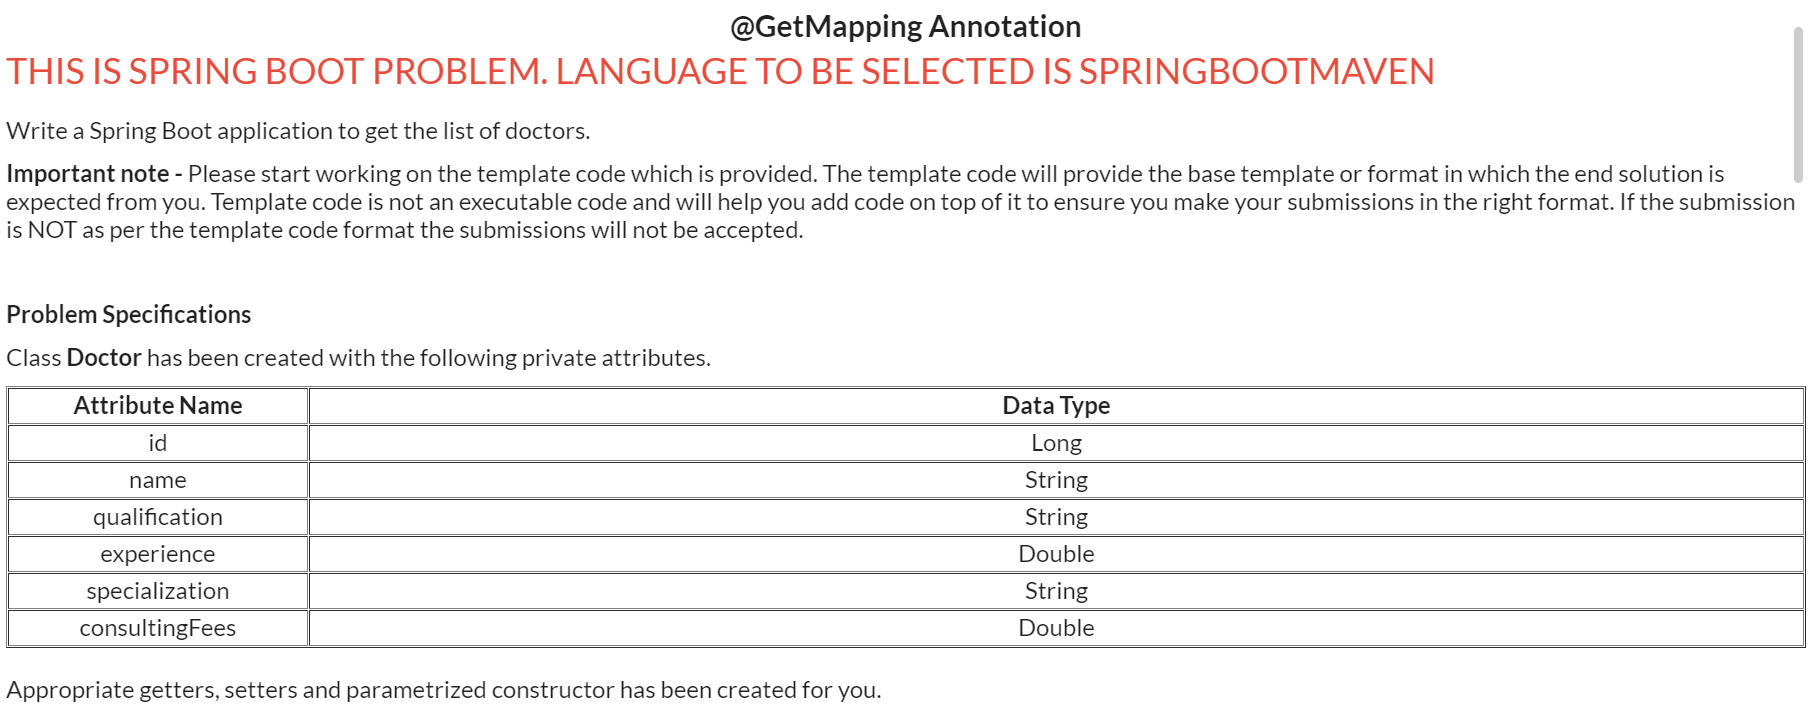 @GetMapping Annotation
THIS IS SPRING BOOT PROBLEM. LANGUAGE TO BE SELECTED IS SPRINGBOOTMAVEN
Write a Spring Boot application to get the list of doctors.
Important note - Please start working on the template code which is provided. The template code will provide the base template or format in which the end solution is
expected from you. Template code is not an executable code and will help you add code on top of it to ensure you make your submissions in the right format. If the submission
is NOT as per the template code format the submissions will not be accepted.
Problem Specifications
Class Doctor has been created with the following private attributes.
Attribute Name Data Type
id Long
name String
qualification String
experience Double
specialization String
consultingFees Double
Appropriate getters, setters and parametrized constructor has been created for you.